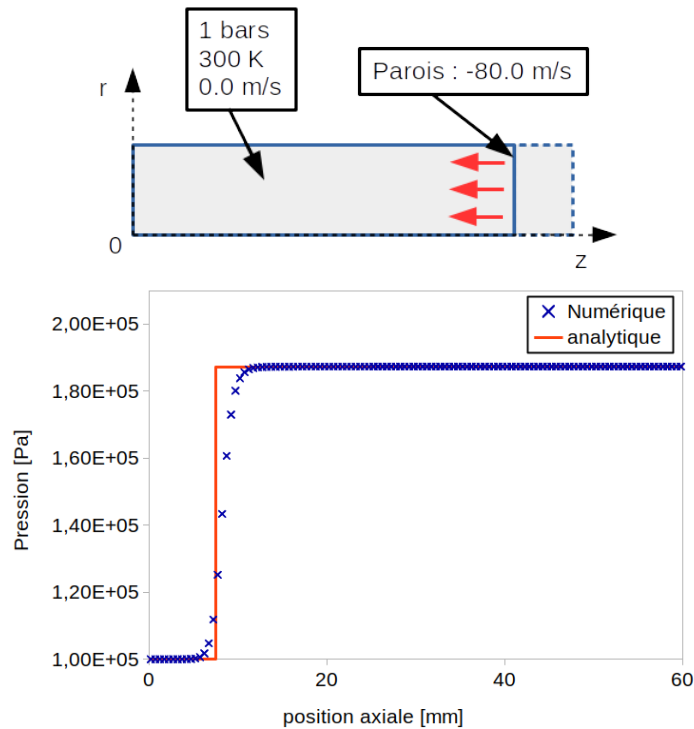 1 bars
300 K
0.0 m/s
Parois : -80.0 m/s
r
0
z
Numérique
analytique
2,00E+05
1,80E+05
1,60E+05
1,40E+05
1,20E+05
1,00E+05
Pression [Pa]
0
20
40
60
position axiale [mm]